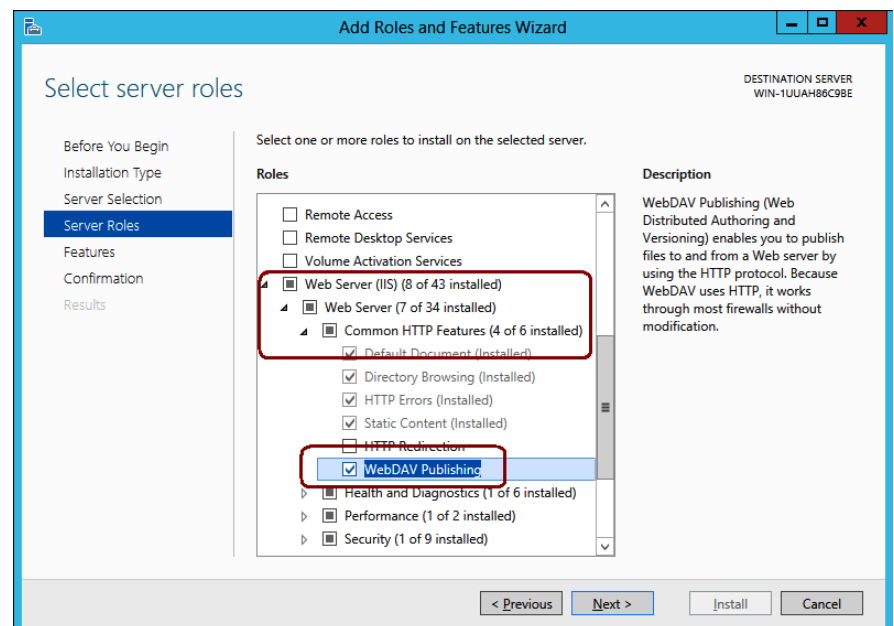 Add Roles and Features Wizard
Select server roles
DESTINATION SERVER
WIN-1UUAH86C9BE
Before You Begin
Installation Type
Server Selection
Server Roles
Features
Confirmation
Results
Select one or more roles to install on the selected server.
Roles
Remote Access
Remote Desktop Services
Volume Activation Services
Web Server (IIS) (8 of 43 installed)
Web Server (7 of 34 installed)
Common HTTP Features (4 of 6 installed)
Default Document (Installed)
Directory Browsing (Installed)
HTTP Errors (Installed)
Static Content (Installed)
HTTP Redirection
WebDAV Publishing
Health and Diagnostics (1 of 6 installed)
Performance (1 of 2 installed)
Security (1 of 9 installed)
Description
WebDAV Publishing (Web
Distributed Authoring and
Versioning) enables you to publish
files to and from a Web server by
using the HTTP protocol. Because
WebDAV uses HTTP, it works
through most firewalls without
modification.
< Previous
Next >
Install
Cancel